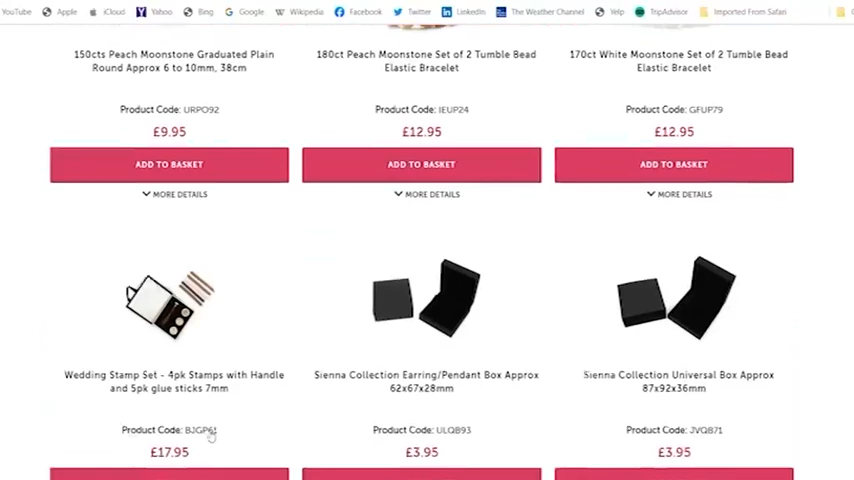 YouTube Apple iCloud Yahoo Bing Google Wikipedia Facebook Twitter LinkedIn The Weather Channel Yelp TripAdvisor Imported From Safari
150cts Peach Moonstone Graduated Plain
Round Approx 6 to 10mm, 38cm
Product Code: URPO92
£9.95
ADD TO BASKET
MORE DETAILS
180ct Peach Moonstone Set of 2 Tumble Bead
Elastic Bracelet
Product Code: IEUP24
£12.95
ADD TO BASKET
MORE DETAILS
170ct White Moonstone Set of 2 Tumble Bead
Elastic Bracelet
Product Code: GFUP79
£12.95
ADD TO BASKET
MORE DETAILS
Wedding Stamp Set - 4pk Stamps with Handle
and 5pk glue sticks 7mm
Product Code: BJGP61
£17.95
Sienna Collection Earring/Pendant Box Approx
62x67x28mm
Product Code: ULQB93
£3.95
Sienna Collection Universal Box Approx
87x92x36mm
Product Code: JVQB71
£3.95